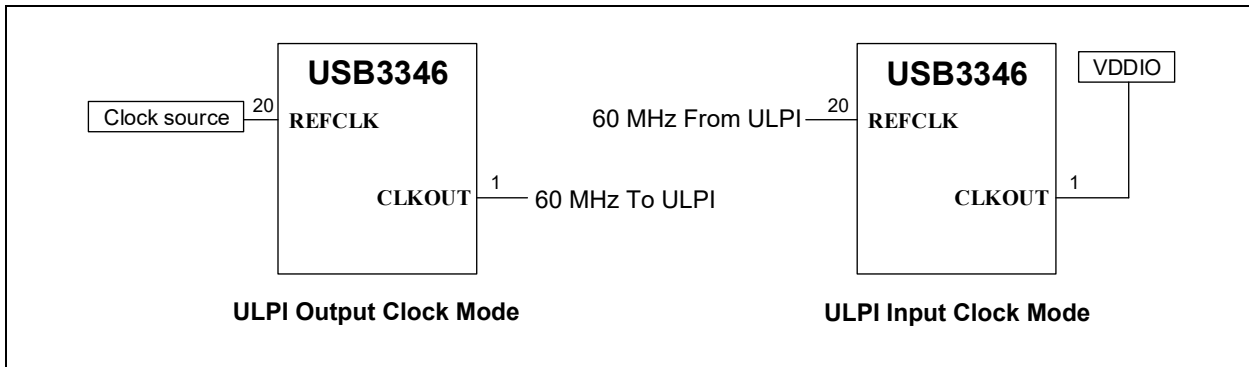 USB3346
Clock source
20
REFCLK
CLKOUT
1
60 MHz To ULPI
ULPI Output Clock Mode
USB3346
VDDIO
60 MHz From ULPI
20
REFCLK
CLKOUT
1
ULPI Input Clock Mode